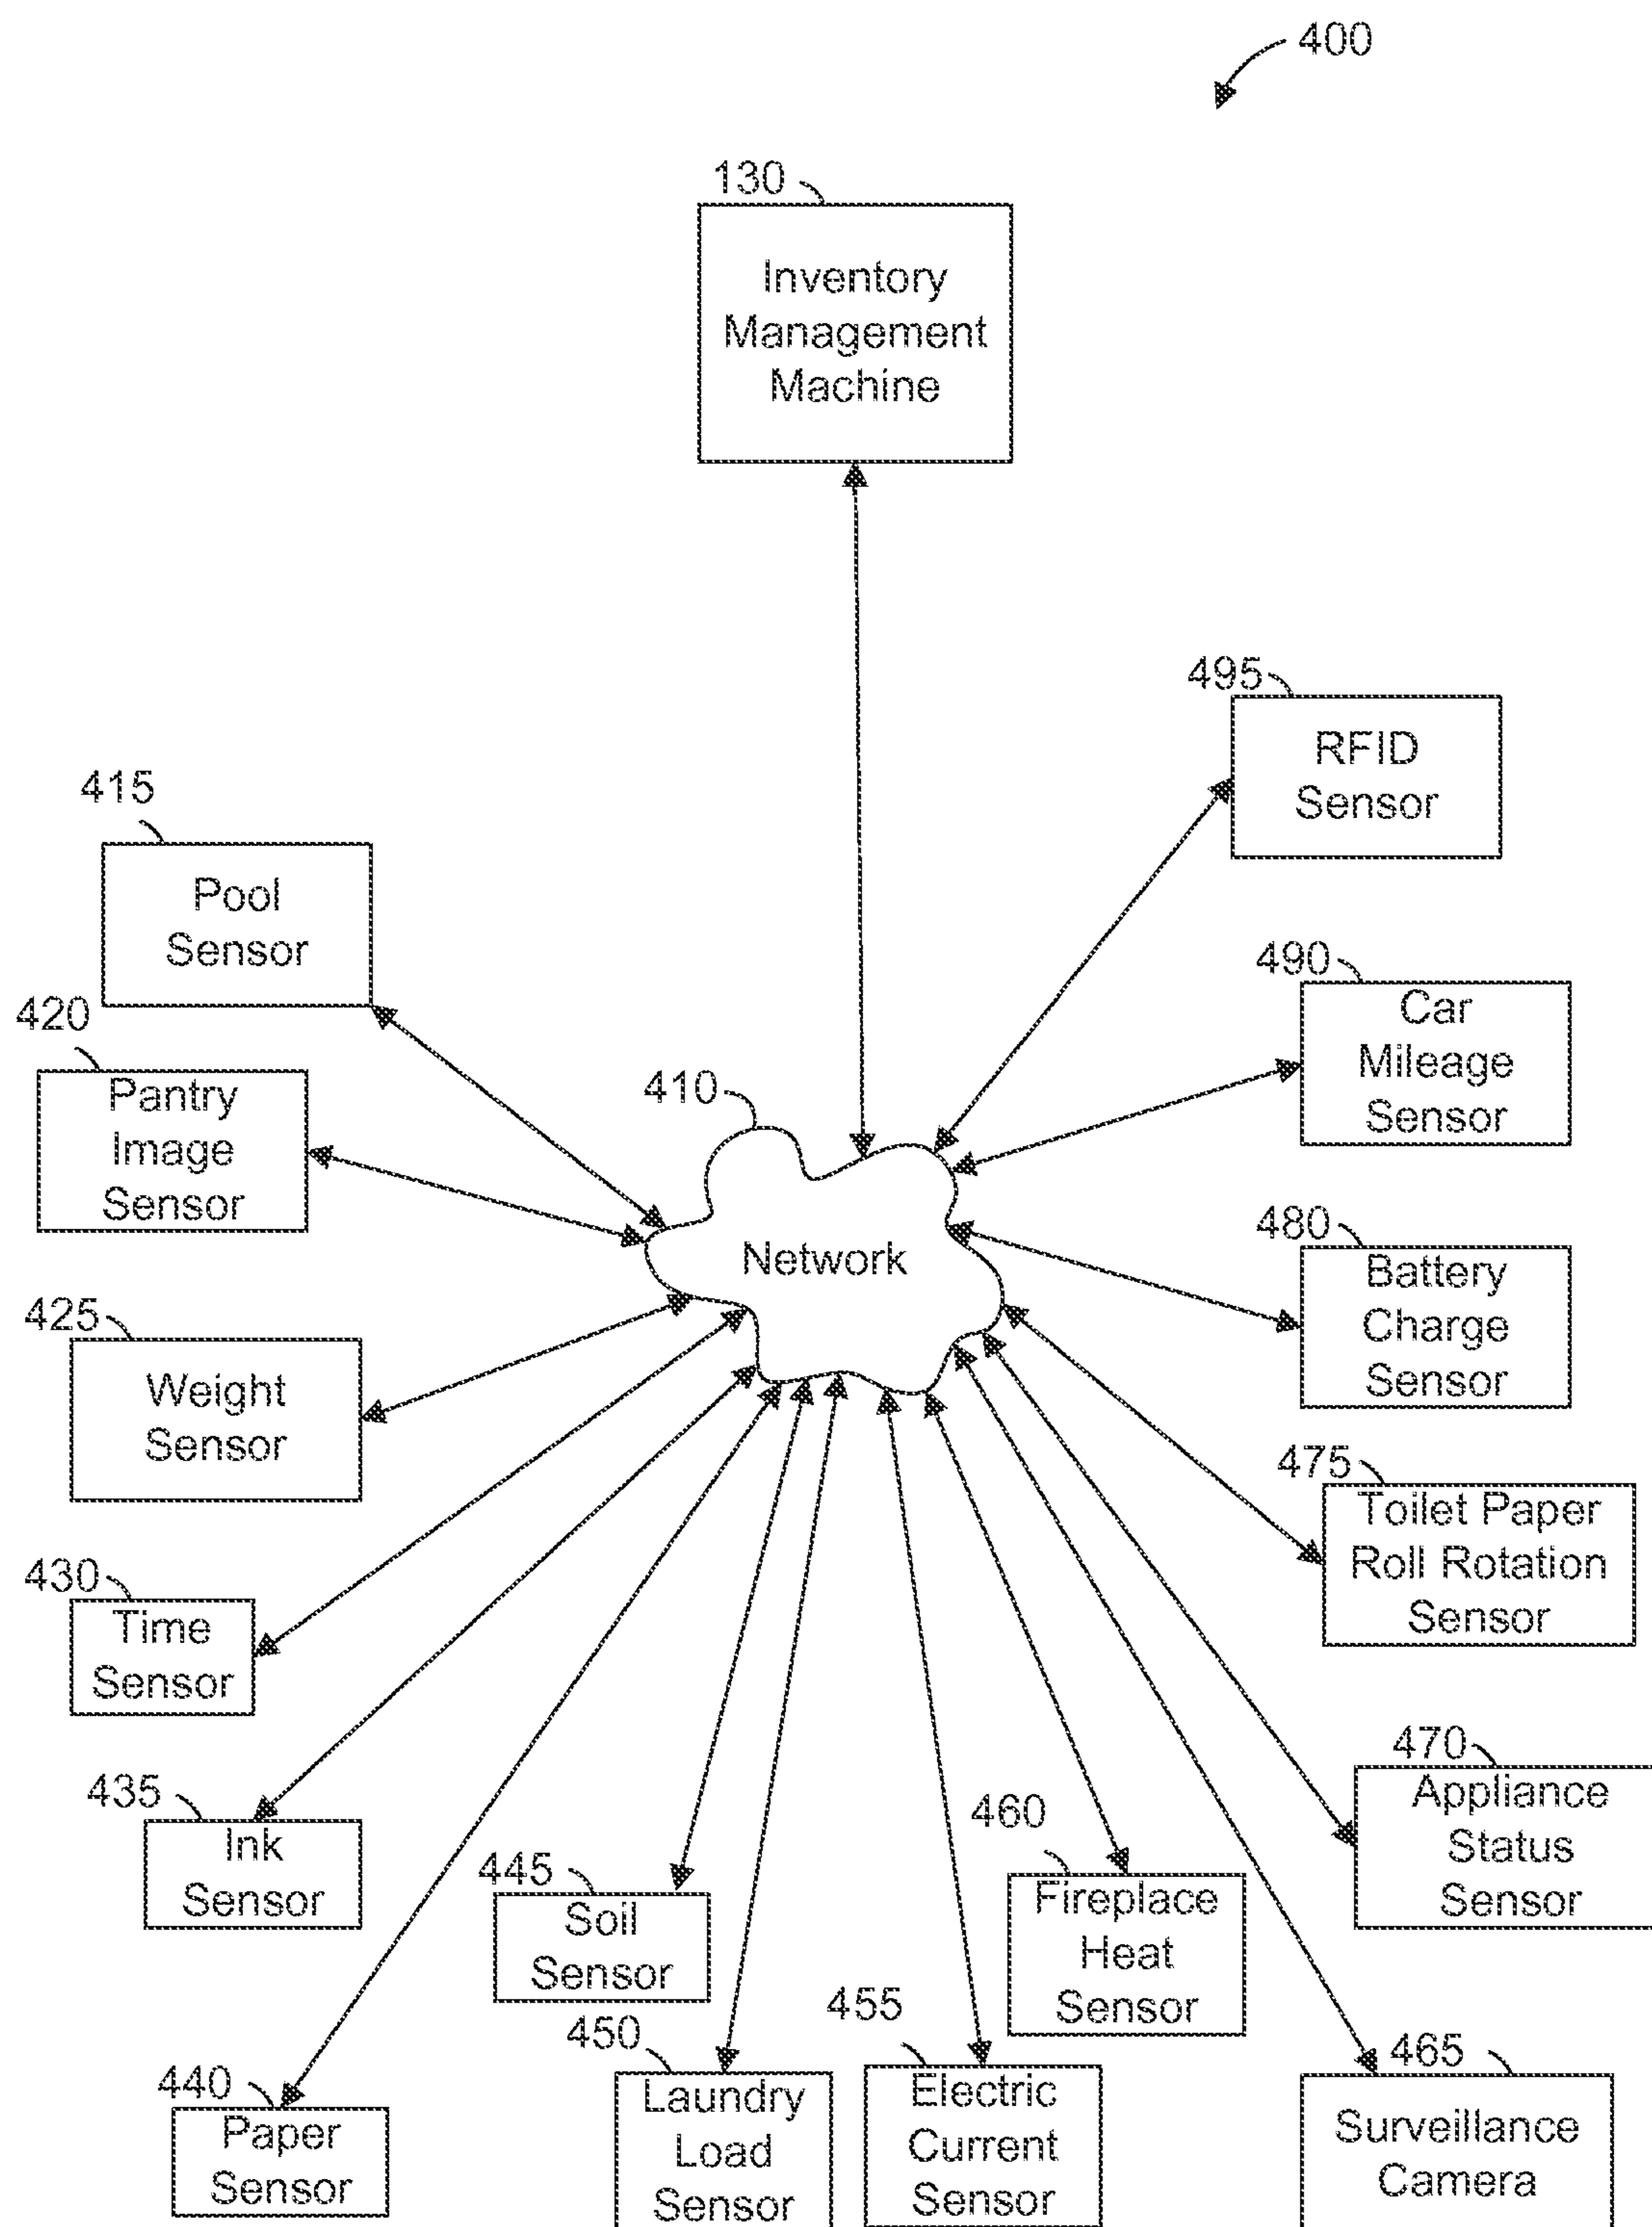 400
130
Inventory
Management
Machine
495
RFID
Sensor
415
Pool
Sensor
490
Car
Mileage
Sensor
420
Pantry
Image
Sensor
410
Network
480
Battery
Charge
Sensor
425
Weight
Sensor
475
Toilet Paper
Roll Rotation
Sensor
430
Time
Sensor
470
Appliance
Status
Sensor
435
Ink
Sensor
460
Fireplace
Heat
Sensor
445
Soil
Sensor
455
Electric
Current
Sensor
450
Laundry
Load
Sensor
465
Surveillance
Camera
440
Paper
Sensor